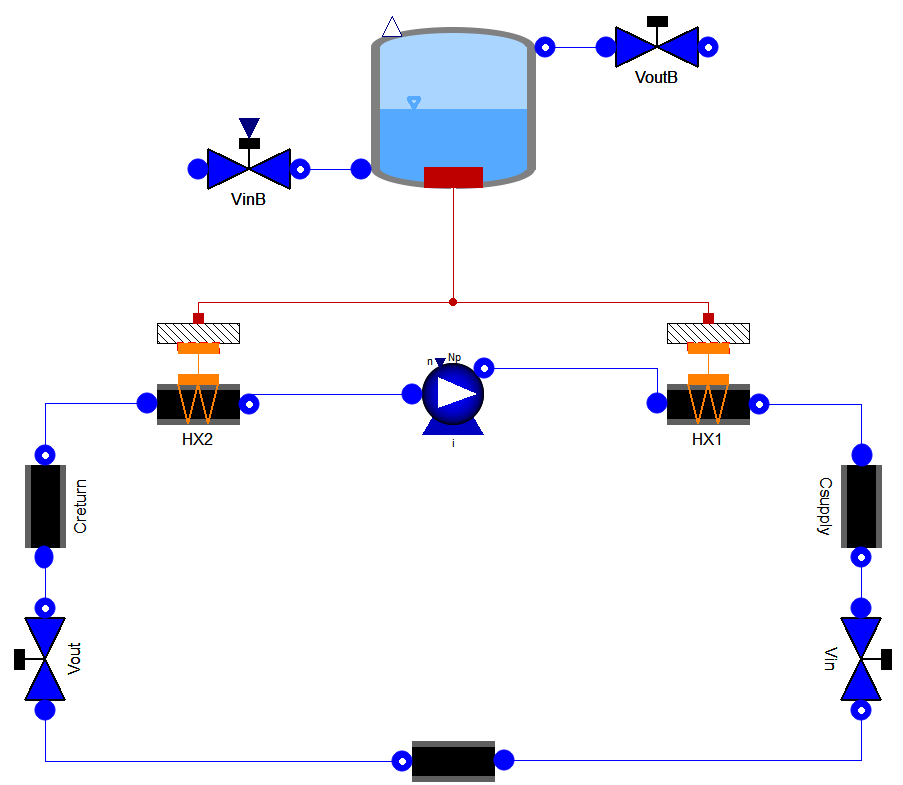 VoutB
VinB
n Np
i
HX2
HX1
Creturn
Csupply
Vout
Vin